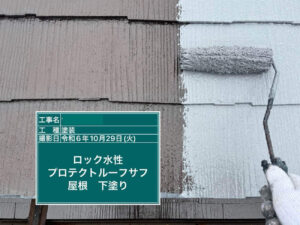 工事名
工 種 塗装
撮影日 令和6年10月29日(火)
ロック水性
プロテクトルーフサフ
屋根 下塗り